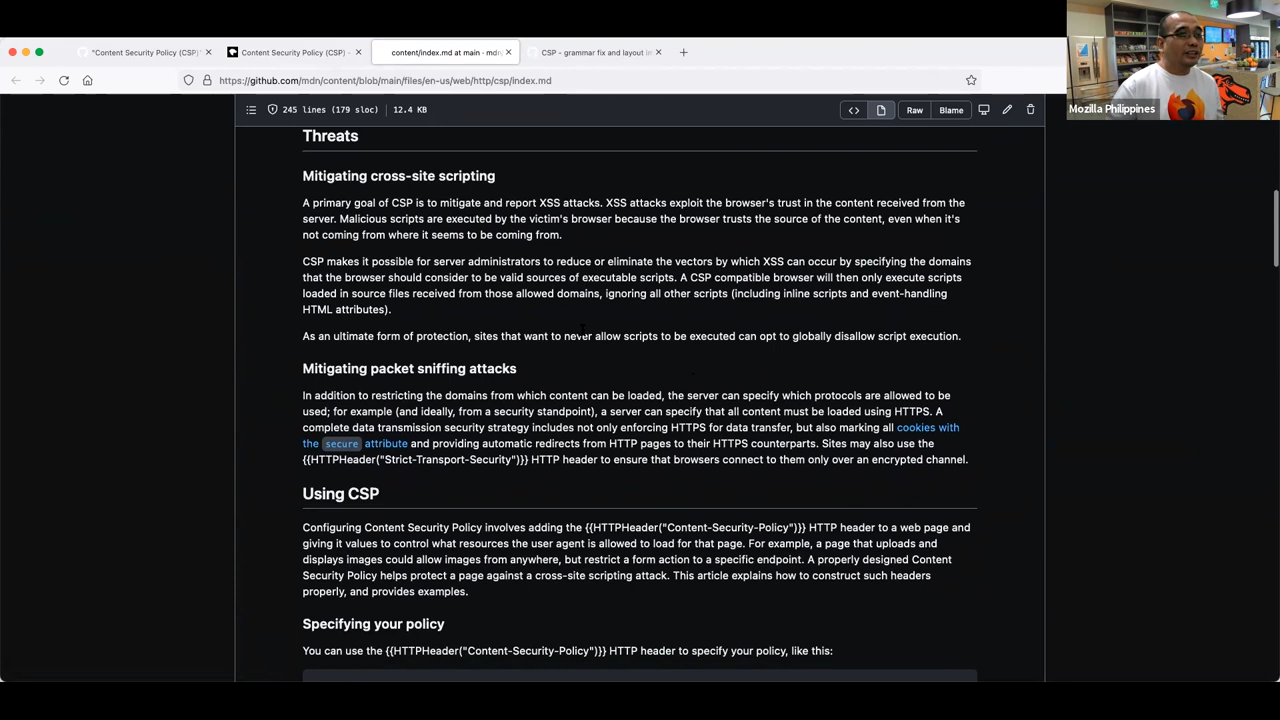 "Content Security Policy (CSP)"
Content Security Policy (CSP) -
content/index.md at main · mdn/
CSP - grammar fix and layout im
https://github.com/mdn/content/blob/main/files/en-us/web/http/csp/index.md
Mozilla Philippines
245 lines (179 sloc)
12.4 KB
Raw
Blame
Threats
Mitigating cross-site scripting
A primary goal of CSP is to mitigate and report XSS attacks. XSS attacks exploit the browser's trust in the content received from the
server. Malicious scripts are executed by the victim's browser because the browser trusts the source of the content, even when it's
not coming from where it seems to be coming from.
CSP makes it possible for server administrators to reduce or eliminate the vectors by which XSS can occur by specifying the domains
that the browser should consider to be valid sources of executable scripts. A CSP compatible browser will then only execute scripts
loaded in source files received from those allowed domains, ignoring all other scripts (including inline scripts and event-handling
HTML attributes).
As an ultimate form of protection, sites that want to never allow scripts to be executed can opt to globally disallow script execution.
Mitigating packet sniffing attacks
In addition to restricting the domains from which content can be loaded, the server can specify which protocols are allowed to be
used; for example (and ideally, from a security standpoint), a server can specify that all content must be loaded using HTTPS. A
complete data transmission security strategy includes not only enforcing HTTPS for data transfer, but also marking all cookies with
the secure attribute and providing automatic redirects from HTTP pages to their HTTPS counterparts. Sites may also use the
{{HTTPHeader("Strict-Transport-Security")}} HTTP header to ensure that browsers connect to them only over an encrypted channel.
Using CSP
Configuring Content Security Policy involves adding the {{HTTPHeader("Content-Security-Policy")}} HTTP header to a web page and
giving it values to control what resources the user agent is allowed to load for that page. For example, a page that uploads and
displays images could allow images from anywhere, but restrict a form action to a specific endpoint. A properly designed Content
Security Policy helps protect a page against a cross-site scripting attack. This article explains how to construct such headers
properly, and provides examples.
Specifying your policy
You can use the {{HTTPHeader("Content-Security-Policy")}} HTTP header to specify your policy, like this: